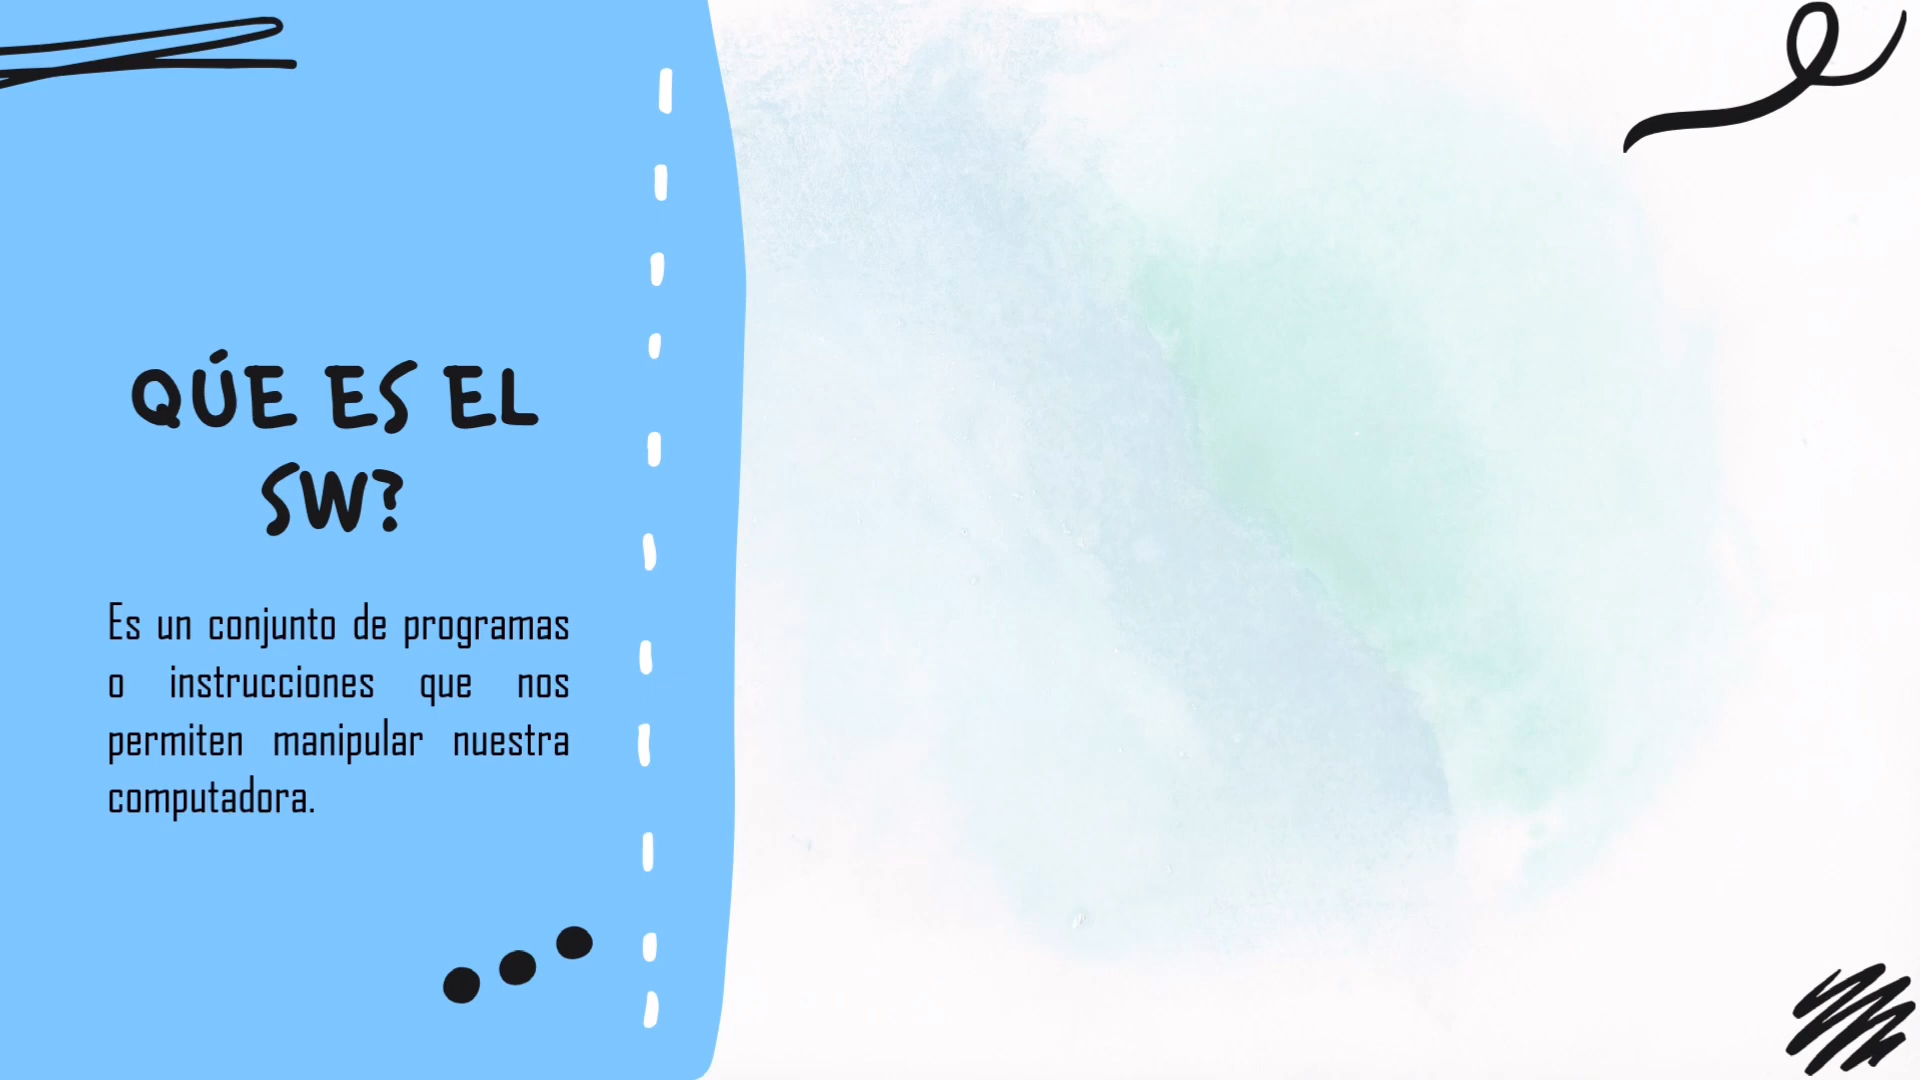 QÚE ES EL
SW?
Es un conjunto de programas
o instrucciones que nos
permiten manipular nuestra
computadora.